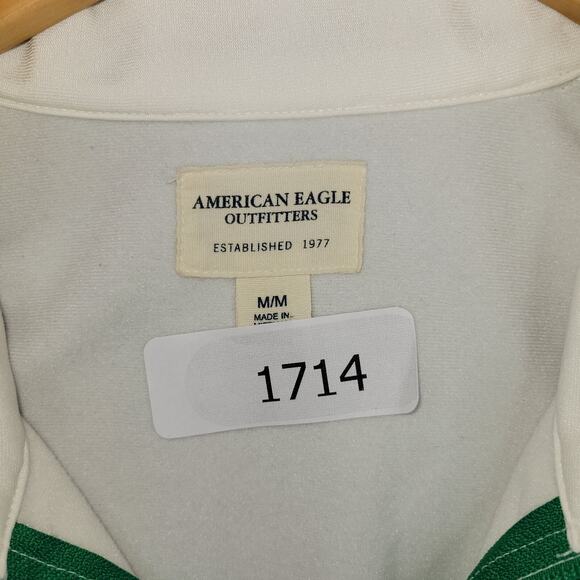 AMERICAN EAGLE
OUTFITTERS
ESTABLISHED 1977
M/M
MADE IN
1714